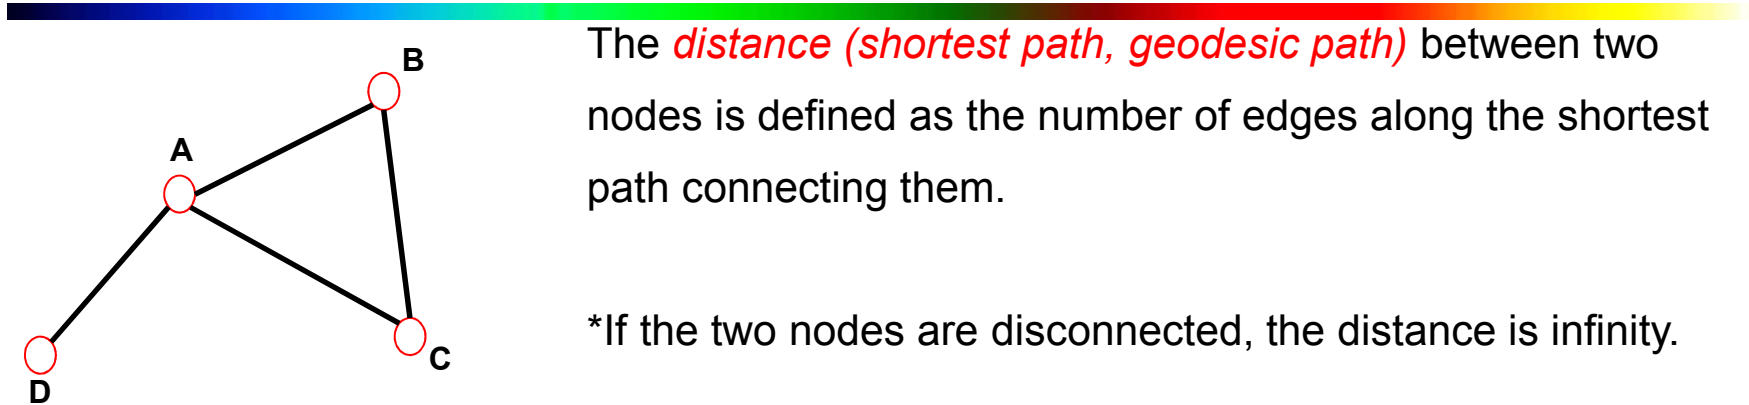 B
A
C
D
The distance (shortest path, geodesic path) between two
nodes is defined as the number of edges along the shortest
path connecting them.
*If the two nodes are disconnected, the distance is infinity.